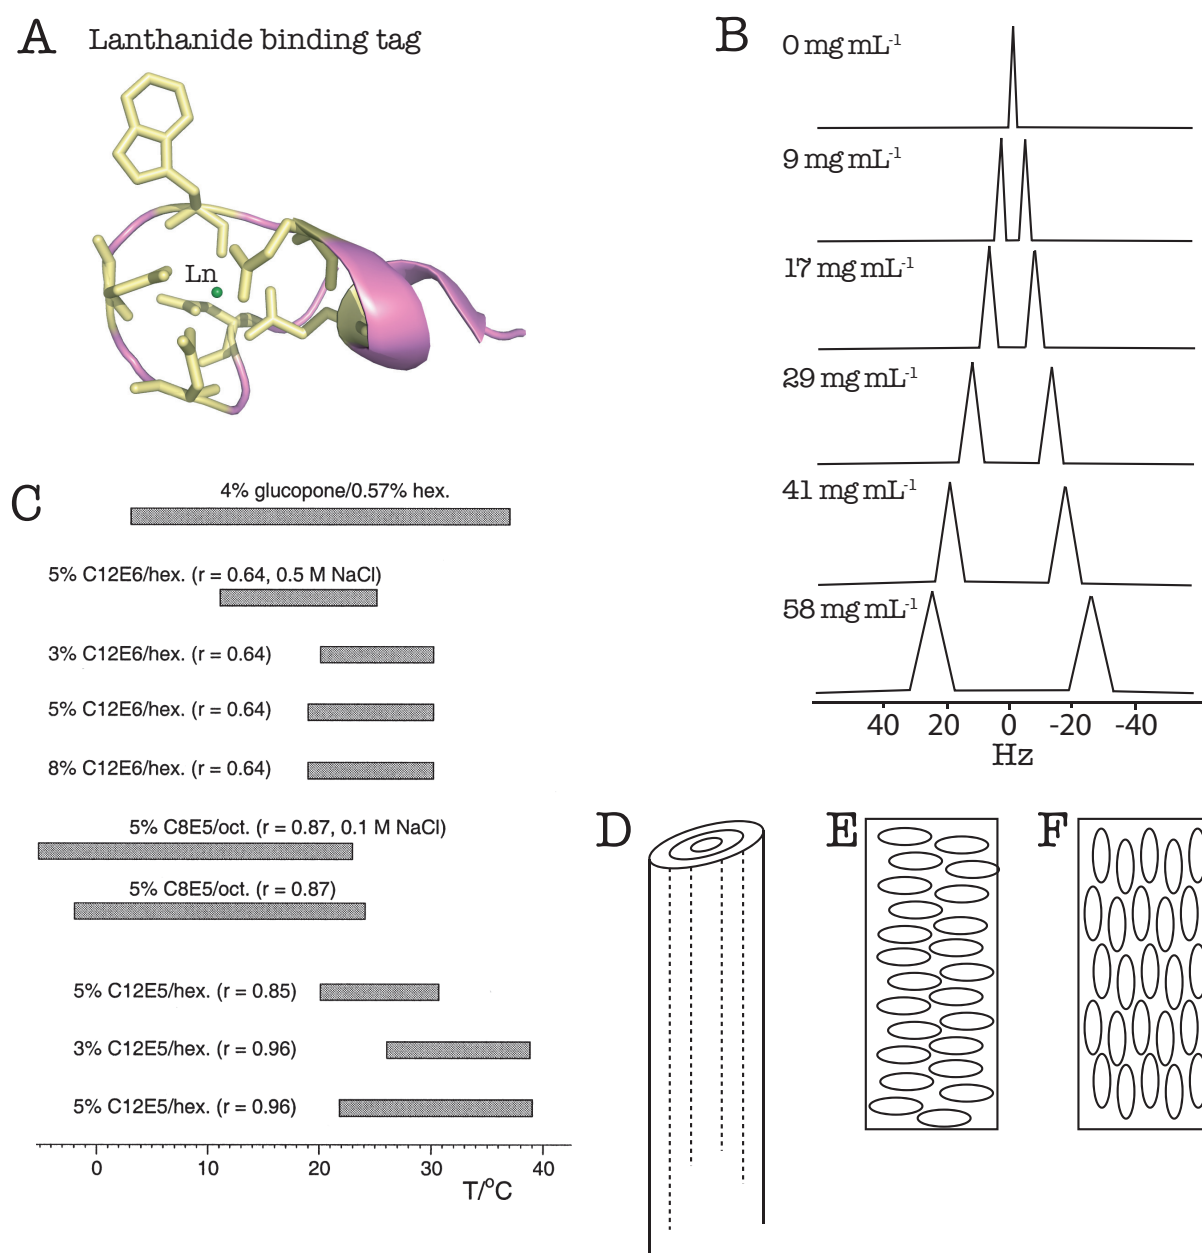 A Lanthanide binding tag
Ln
B
0 mg mL-1
9 mg mL-1
17 mg mL-1
29 mg mL-1
41 mg mL-1
58 mg mL-1
40 20 0 -20 -40
Hz
C
4% glucopone/0.57% hex.
5% C12E6/hex. (r = 0.64, 0.5 M NaCl)
3% C12E6/hex. (r = 0.64)
5% C12E6/hex. (r = 0.64)
8% C12E6/hex. (r = 0.64)
5% C8E5/oct. (r = 0.87, 0.1 M NaCl)
5% C8E5/oct. (r = 0.87)
5% C12E5/hex. (r = 0.85)
3% C12E5/hex. (r = 0.96)
5% C12E5/hex. (r = 0.96)
0 10 20 30 40
T/°C
D
E
F